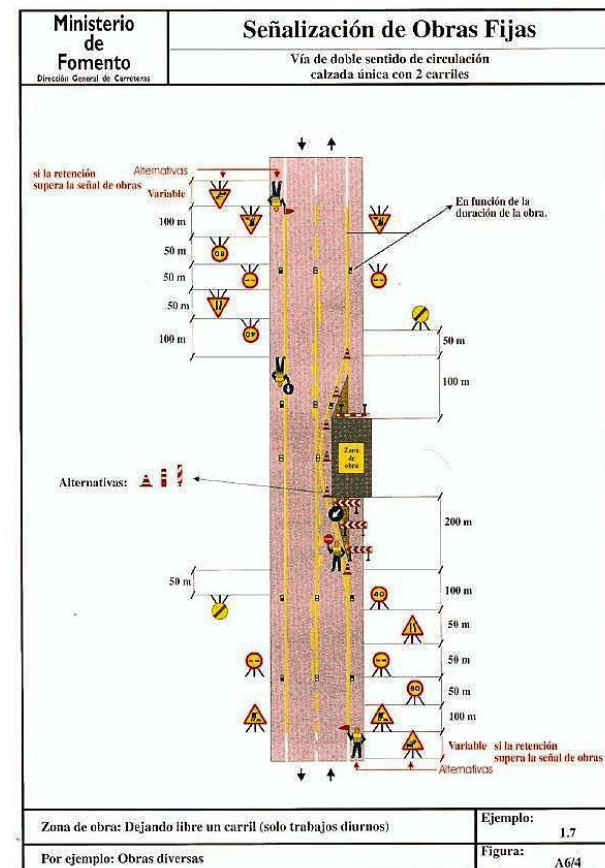 Ministerio
de
Fomento
Dirección General de Carreteras
Señalización de Obras Fijas
Vía de doble sentido de circulación
calzada única con 2 carriles
si la retención
supera la señal de obras
Alternativas
Variable
100 m
50 m
50 m
50 m
100 m
80
40
En función de la
duración de la obra.
50 m
100 m
Zona
de
obra
Alternativas:
200 m
50 m
100 m
50 m
50 m
50 m
100 m
60
80
Variable si la retención
supera la señal de obras
Alternativas
Zona de obra: Dejando libre un carril (solo trabajos diurnos)
Ejemplo:
1.7
Por ejemplo: Obras diversas
Figura:
A6/4